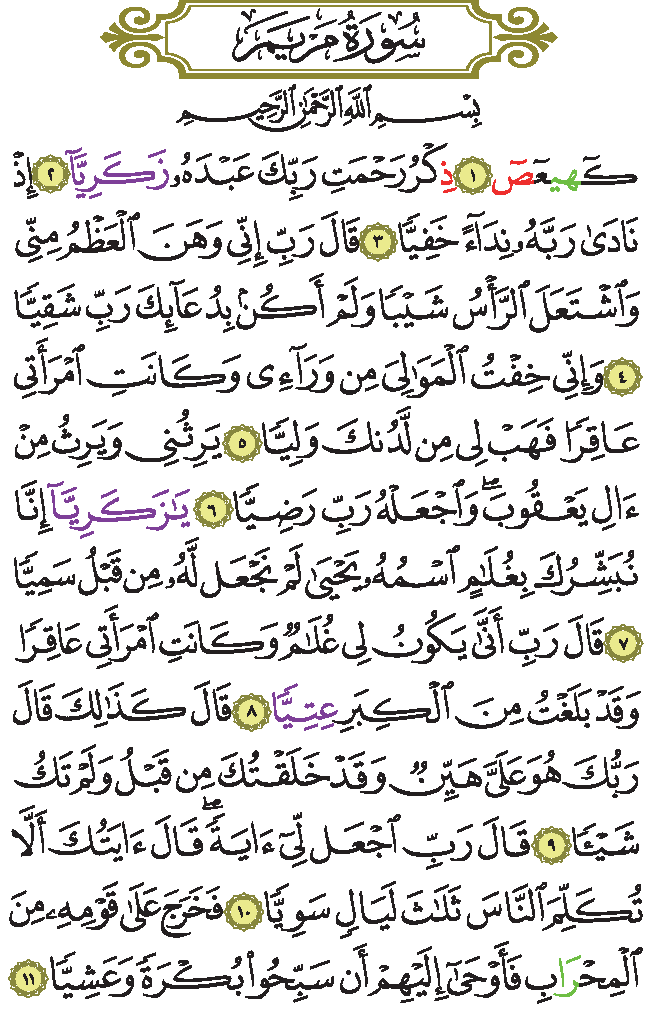 سُورَةُ مَرْيَمَ
بِسْمِ ٱللَّهِ ٱلرَّحْمَٰنِ ٱلرَّحِيمِ
كٓهيعٓصٓ ١ ذِكْرُ رَحْمَتِ رَبِّكَ عَبْدَهُۥ زَكَرِيَّآ ٢ إِذْ
نَادَىٰ رَبَّهُۥ نِدَآءً خَفِيًّا ٣ قَالَ رَبِّ إِنِّى وَهَنَ ٱلْعَظْمُ مِنِّى
وَٱشْتَعَلَ ٱلرَّأْسُ شَيْبًا وَلَمْ أَكُنۢ بِدُعَآئِكَ رَبِّ شَقِيًّا
٤ وَإِنِّى خِفْتُ ٱلْمَوَٰلِىَ مِن وَرَآءِى وَكَانَتِ ٱمْرَأَتِى
عَاقِرًا فَهَبْ لِى مِن لَّدُنكَ وَلِيًّا ٥ يَرِثُنِى وَيَرِثُ مِنْ
ءَالِ يَعْقُوبَ ۖ وَٱجْعَلْهُ رَبِّ رَضِيًّا ٦ يَٰزَكَرِيَّآ إِنَّا
نُبَشِّرُكَ بِغُلَٰمٍ ٱسْمُهُۥ يَحْيَىٰ لَمْ نَجْعَل لَّهُۥ مِن قَبْلُ سَمِيًّا
٧ قَالَ رَبِّ أَنَّىٰ يَكُونُ لِى غُلَٰمٌ وَكَانَتِ ٱمْرَأَتِى عَاقِرًا
وَقَدْ بَلَغْتُ مِنَ ٱلْكِبَرِ عِتِيًّا ٨ قَالَ كَذَٰلِكَ قَالَ
رَبُّكَ هُوَ عَلَىَّ هَيِّنٌ وَقَدْ خَلَقْتُكَ مِن قَبْلُ وَلَمْ تَكُ
شَيْـًٔا ٩ قَالَ رَبِّ ٱجْعَل لِّىٓ ءَايَةً ۖ قَالَ ءَايَتُكَ أَلَّا
تُكَلِّمَ ٱلنَّاسَ ثَلَٰثَ لَيَالٍ سَوِيًّا ١٠ فَخَرَجَ عَلَىٰ قَوْمِهِۦ مِنَ
ٱلْمِحْرَابِ فَأَوْحَىٰٓ إِلَيْهِمْ أَن سَبِّحُوا۟ بُكْرَةً وَعَشِيًّا ١١